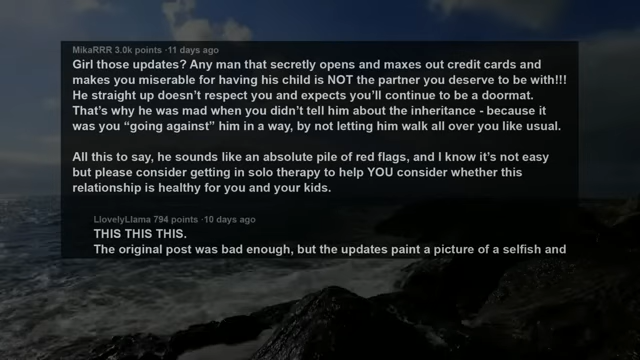 MikaRRR 3.0k points · 11 days ago
Girl those updates? Any man that secretly opens and maxes out credit cards and
makes you miserable for having his child is NOT the partner you deserve to be with!!!
He straight up doesn’t respect you and expects you’ll continue to be a doormat.
That’s why he was mad when you didn’t tell him about the inheritance - because it
was you “going against” him in a way, by not letting him walk all over you like usual.
All this to say, he sounds like an absolute pile of red flags, and I know it’s not easy
but please consider getting in solo therapy to help YOU consider whether this
relationship is healthy for you and your kids.
LlovelyLlama 794 points · 10 days ago
THIS THIS THIS.
The original post was bad enough, but the updates paint a picture of a selfish and